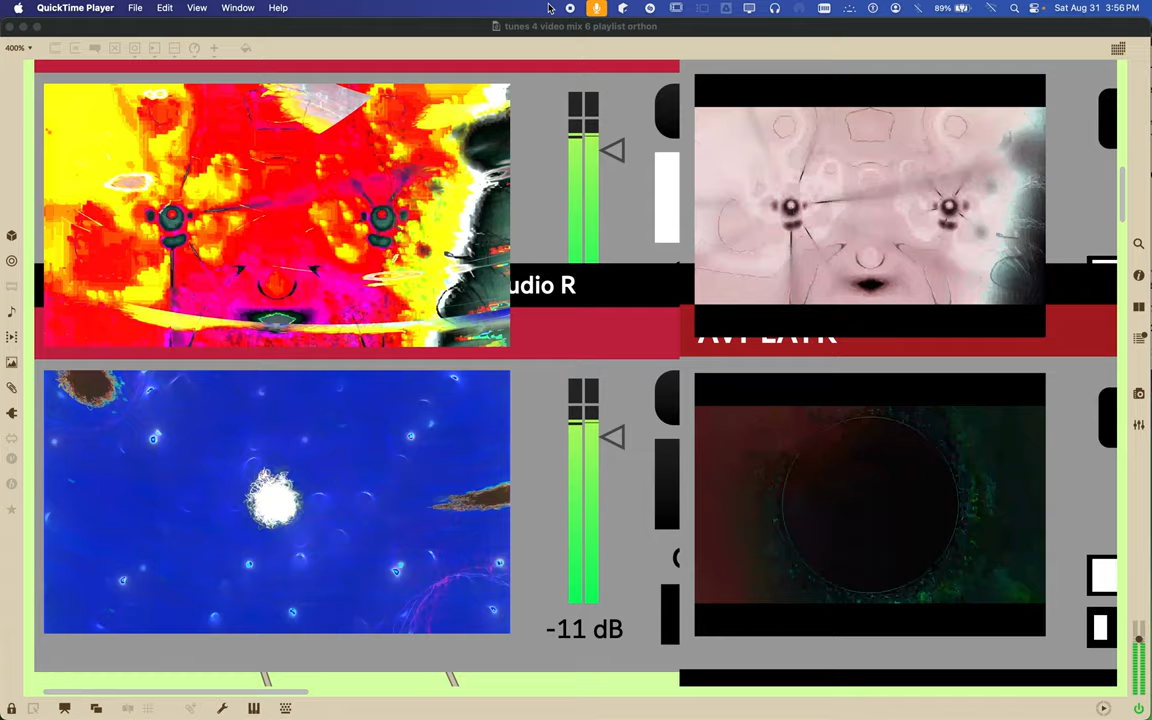 QuickTime Player File Edit View Window Help
89% Sat Aug 31 3:56 PM
tunes 4 video mix 6 playlist orthon
400%
udio R
-11 dB